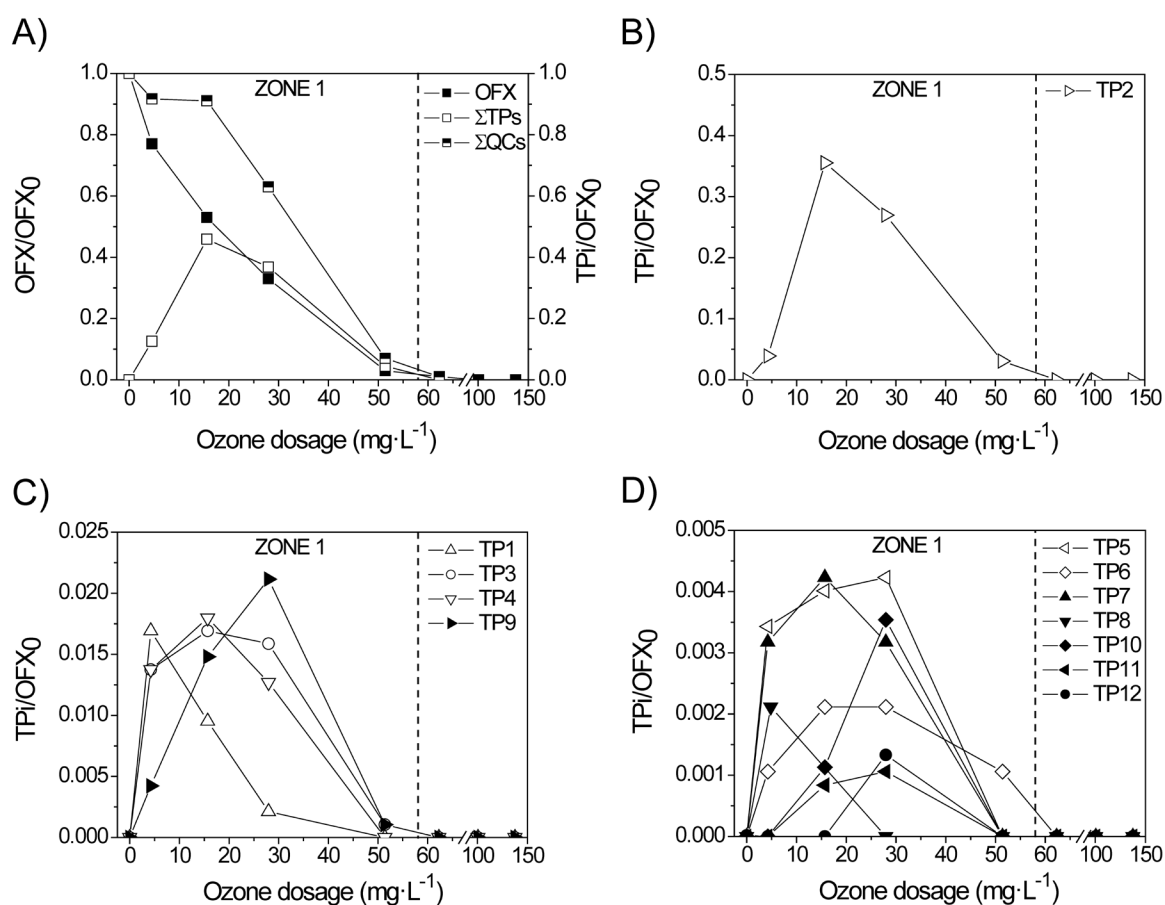 A)
ZONE 1
OFX
ΣTPs
ΣQCs
1.0
0.8
0.6
0.4
0.2
0.0
1.0
0.8
0.6
0.4
0.2
0.0
OFX/OFX0
TPi/OFX0
0 10 20 30 40 50 60 100 150
Ozone dosage (mg·L-1)
B)
ZONE 1
TP2
0.5
0.4
0.3
0.2
0.1
0.0
TPi/OFX0
0 10 20 30 40 50 60 100 150
Ozone dosage (mg·L-1)
C)
ZONE 1
TP1
TP3
TP4
TP9
0.025
0.020
0.015
0.010
0.005
0.000
TPi/OFX0
0 10 20 30 40 50 60 100 150
Ozone dosage (mg·L-1)
D)
ZONE 1
TP5
TP6
TP7
TP8
TP10
TP11
TP12
0.005
0.004
0.003
0.002
0.001
0.000
TPi/OFX0
0 10 20 30 40 50 60 100 150
Ozone dosage (mg·L-1)